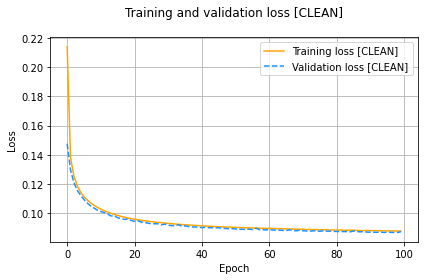 Training and validation loss [CLEAN]
0.22
0.20
0.18
0.16
0.14
0.12
0.10
Loss
Training loss [CLEAN]
Validation loss [CLEAN]
0
20
40
60
80
100
Epoch